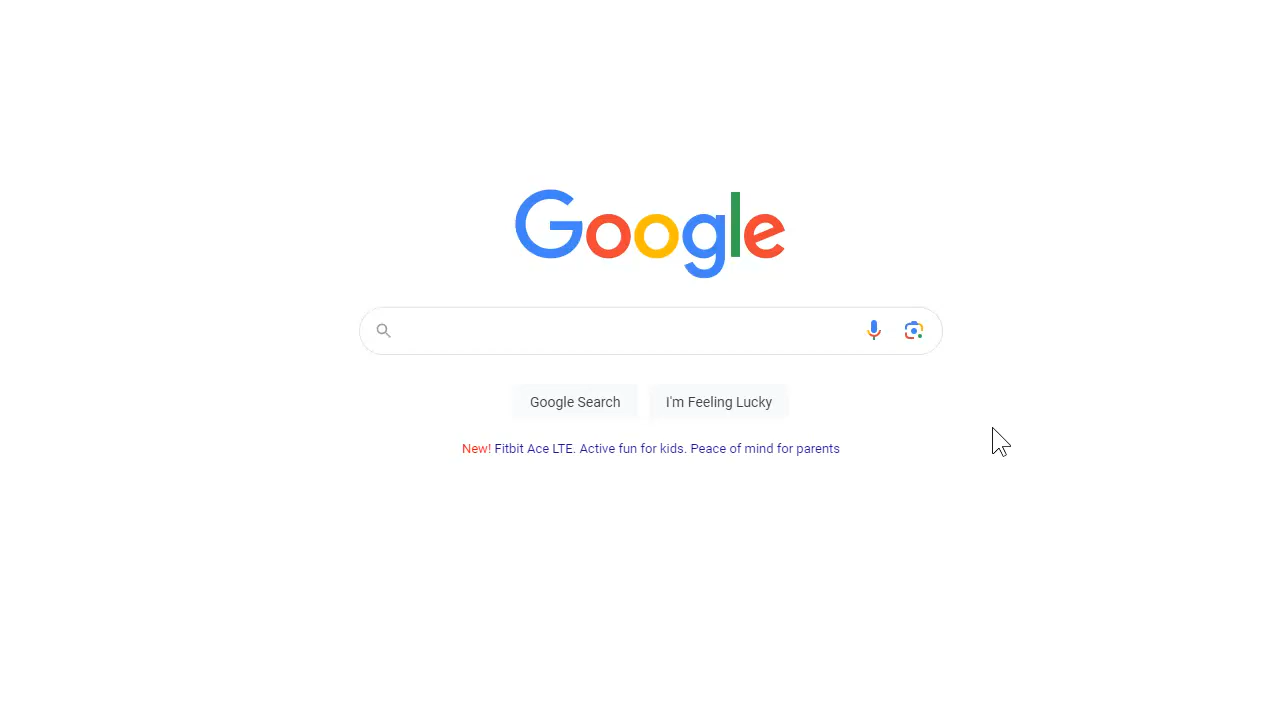 Google
Google Search
I'm Feeling Lucky
New! Fitbit Ace LTE. Active fun for kids. Peace of mind for parents